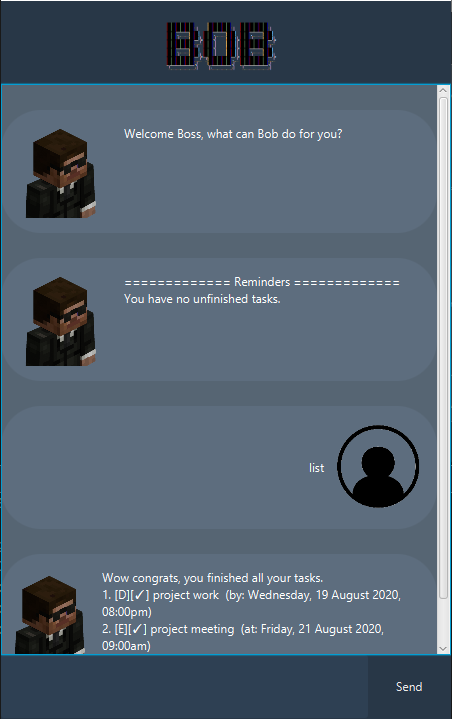 BOB
Welcome Boss, what can Bob do for you?
============= Reminders =============
You have no unfinished tasks.
list
Wow congrats, you finished all your tasks.
1. [D][✓] project work  (by: Wednesday, 19 August 2020,
08:00pm)
2. [E][✓] project meeting  (at: Friday, 21 August 2020,
09:00am)
Send